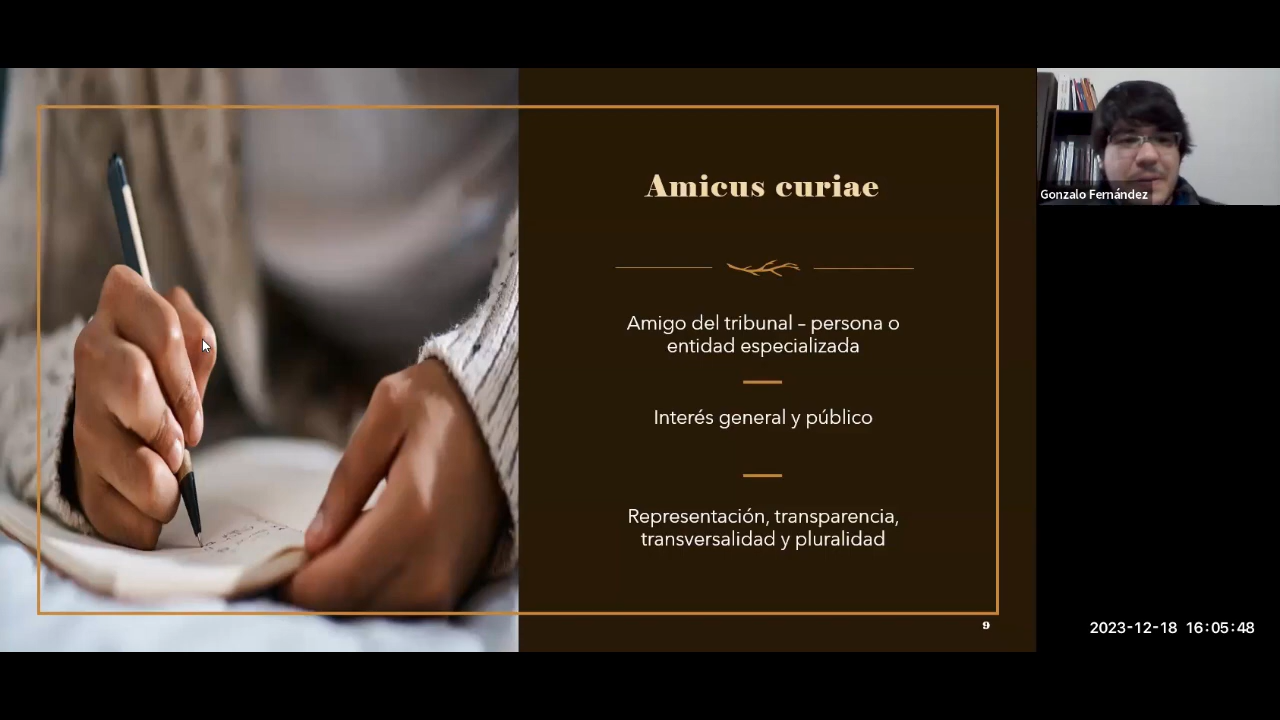 Amicus curiae
Amigo del tribunal – persona o
entidad especializada
Interés general y público
Representación, transparencia,
transversalidad y pluralidad
9
Gonzalo Fernández
2023-12-18 16:05:48